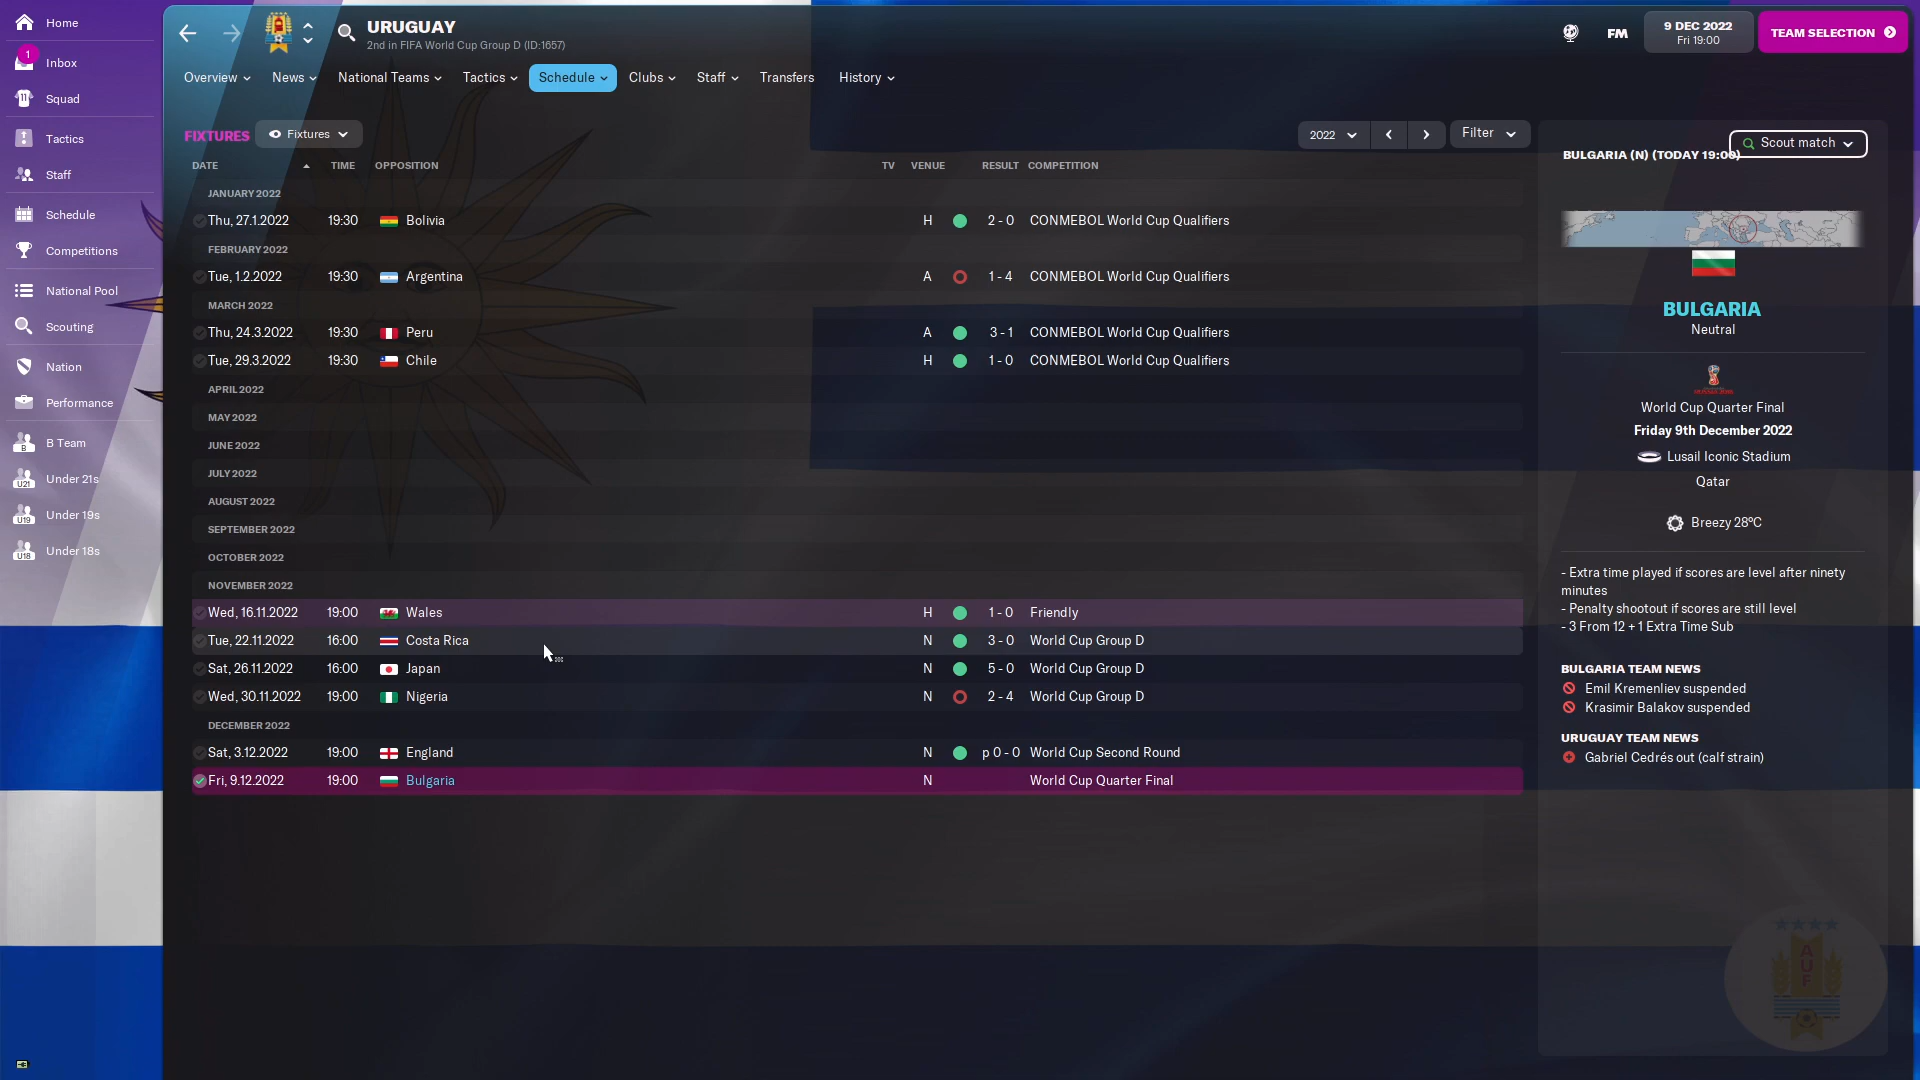 Home
URUGUAY
2nd in FIFA World Cup Group D (ID:1657)
FM
9 DEC 2022
Fri 19:00
TEAM SELECTION
1
Inbox
Overview
News
National Teams
Tactics
Schedule
Clubs
Staff
Transfers
History
11
Squad
Tactics
Staff
Schedule
Competitions
National Pool
Scouting
Nation
Performance
B
B Team
U21
Under 21s
U19
Under 19s
U18
Under 18s
FIXTURES
Fixtures
2022
Filter
DATE TIME OPPOSITION TV VENUE RESULT COMPETITION
JANUARY 2022
Thu, 27.1.2022 19:30 Bolivia H 2 - 0 CONMEBOL World Cup Qualifiers
FEBRUARY 2022
Tue, 1.2.2022 19:30 Argentina A 1 - 4 CONMEBOL World Cup Qualifiers
MARCH 2022
Thu, 24.3.2022 19:30 Peru A 3 - 1 CONMEBOL World Cup Qualifiers
Tue, 29.3.2022 19:30 Chile H 1 - 0 CONMEBOL World Cup Qualifiers
APRIL 2022
MAY 2022
JUNE 2022
JULY 2022
AUGUST 2022
SEPTEMBER 2022
OCTOBER 2022
NOVEMBER 2022
Wed, 16.11.2022 19:00 Wales H 1 - 0 Friendly
Tue, 22.11.2022 16:00 Costa Rica N 3 - 0 World Cup Group D
Sat, 26.11.2022 16:00 Japan N 5 - 0 World Cup Group D
Wed, 30.11.2022 19:00 Nigeria N 2 - 4 World Cup Group D
DECEMBER 2022
Sat, 3.12.2022 19:00 England N p 0 - 0 World Cup Second Round
Fri, 9.12.2022 19:00 Bulgaria N World Cup Quarter Final
Scout match
BULGARIA (N) (TODAY 19:00)
BULGARIA
Neutral
World Cup Quarter Final
Friday 9th December 2022
Lusail Iconic Stadium
Qatar
Breezy 28°C
- Extra time played if scores are level after ninety
minutes
- Penalty shootout if scores are still level
- 3 From 12 + 1 Extra Time Sub
BULGARIA TEAM NEWS
Emil Kremenliev suspended
Krasimir Balakov suspended
URUGUAY TEAM NEWS
Gabriel Cedrés out (calf strain)
A
U
F